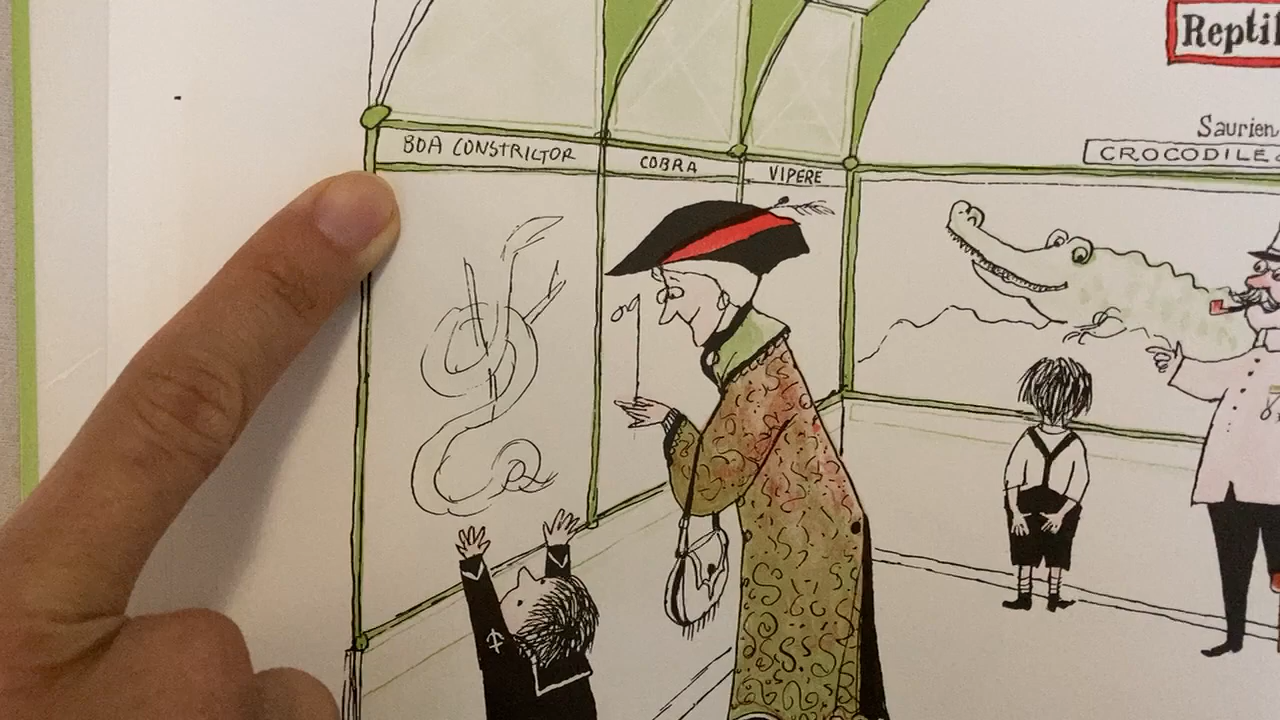 Reptil
Saurien
CROCODILE
BOA CONSTRICTOR
COBRA
VIPERE